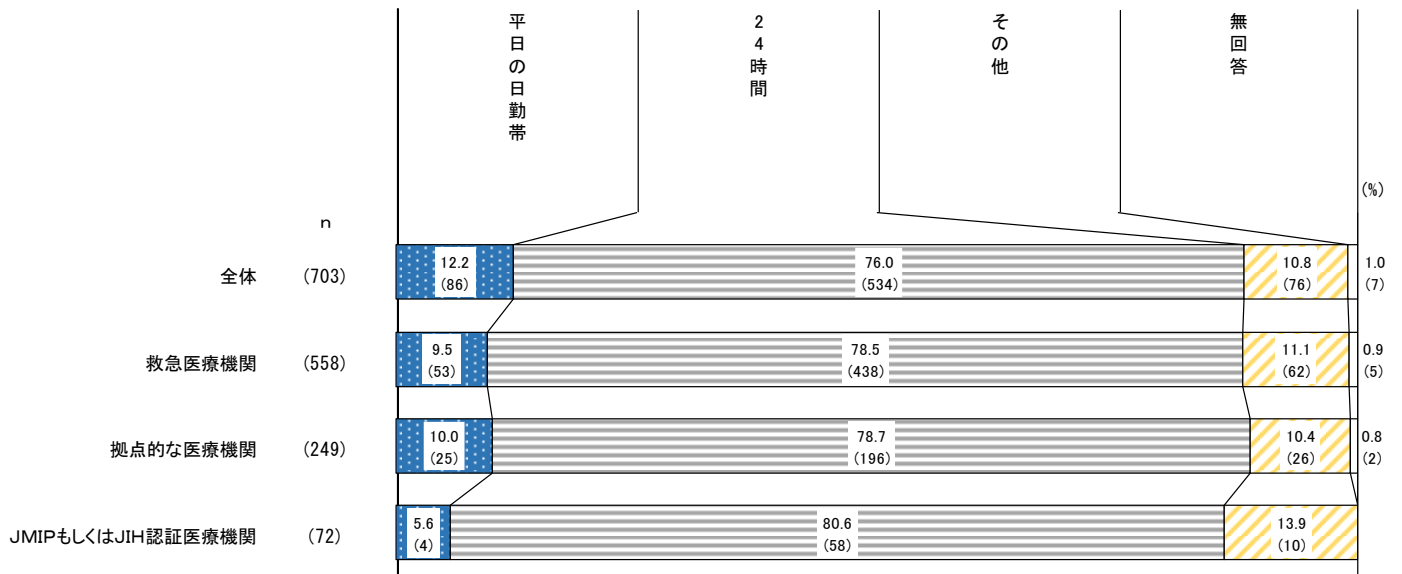 平日の日勤帯
24時間
その他
無回答
(%)
n
全体 (703) 12.2 76.0 10.8 1.0
(86) (534) (76) (7)
救急医療機関 (558) 9.5 78.5 11.1 0.9
(53) (438) (62) (5)
拠点的な医療機関 (249) 10.0 78.7 10.4 0.8
(25) (196) (26) (2)
JMIPもしくはJIH認証医療機関 (72) 5.6 80.6 13.9
(4) (58) (10)